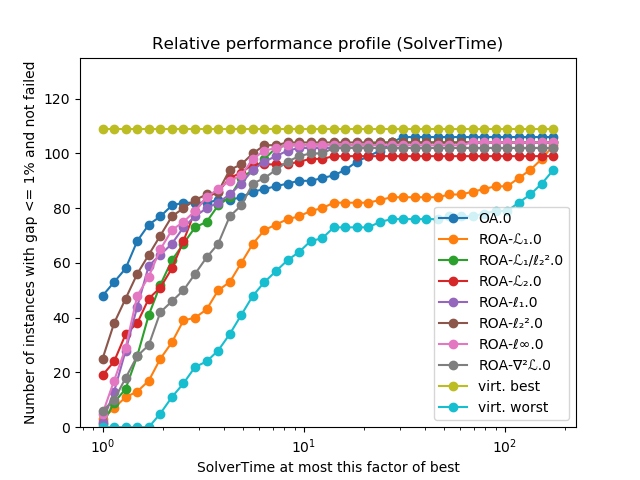 Relative performance profile (SolverTime)
Number of instances with gap <= 1% and not failed
120
100
80
60
40
20
0
10⁰
10¹
10²
SolverTime at most this factor of best
OA.0
ROA-ℒ₁.0
ROA-ℒ₁/ℓ₂².0
ROA-ℒ₂.0
ROA-ℓ₁.0
ROA-ℓ₂².0
ROA-ℓ∞.0
ROA-∇²ℒ.0
virt. best
virt. worst